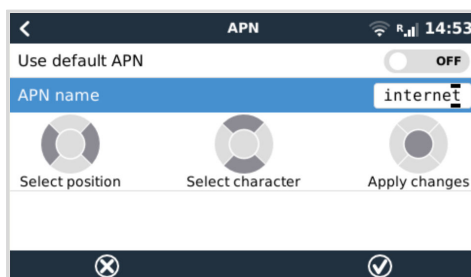 APN R 14:53
Use default APN OFF
APN name internet
Select position Select character Apply changes